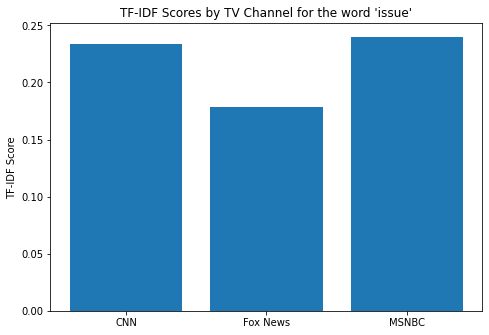 TF-IDF Scores by TV Channel for the word 'issue'
0.25
0.20
0.15
0.10
0.05
0.00
TF-IDF Score
CNN Fox News MSNBC